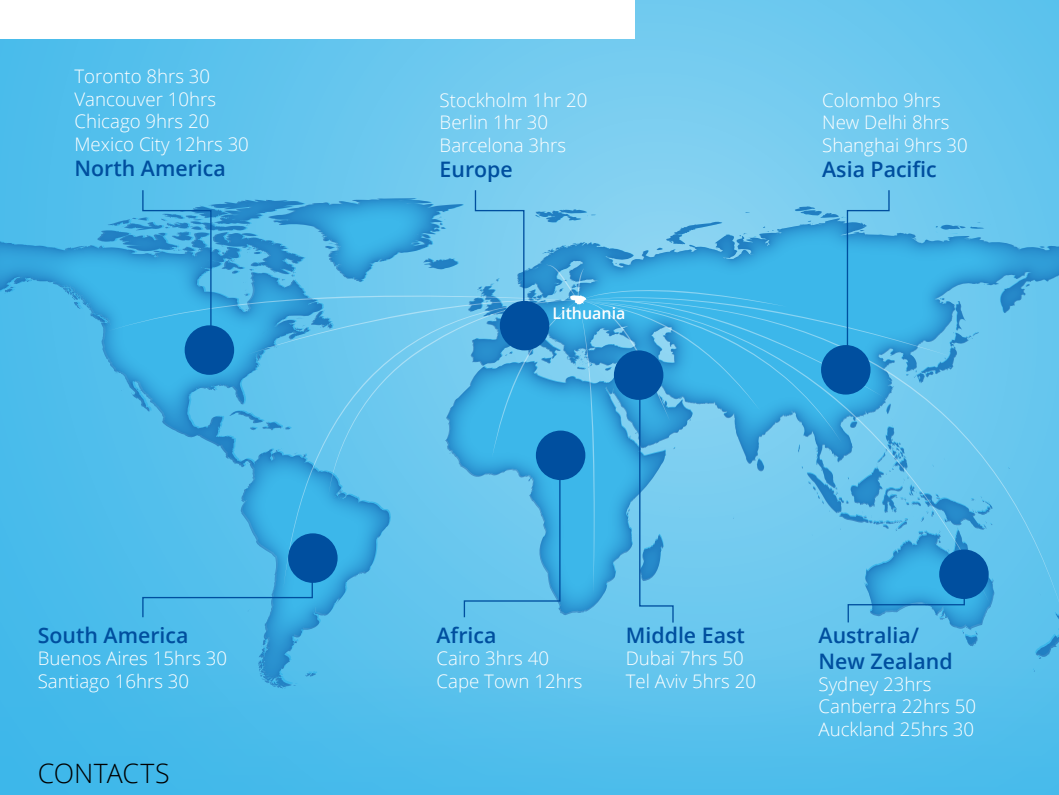 Toronto 8hrs 30
Vancouver 10hrs
Chicago 9hrs 20
Mexico City 12hrs 30
North America
Stockholm 1hr 20
Berlin 1hr 30
Barcelona 3hrs
Europe
Colombo 9hrs
New Delhi 8hrs
Shanghai 9hrs 30
Asia Pacific
Lithuania
South America
Buenos Aires 15hrs 30
Santiago 16hrs 30
Africa
Cairo 3hrs 40
Cape Town 12hrs
Middle East
Dubai 7hrs 50
Tel Aviv 5hrs 20
Australia/
New Zealand
Sydney 23hrs
Canberra 22hrs 50
Auckland 25hrs 30
CONTACTS